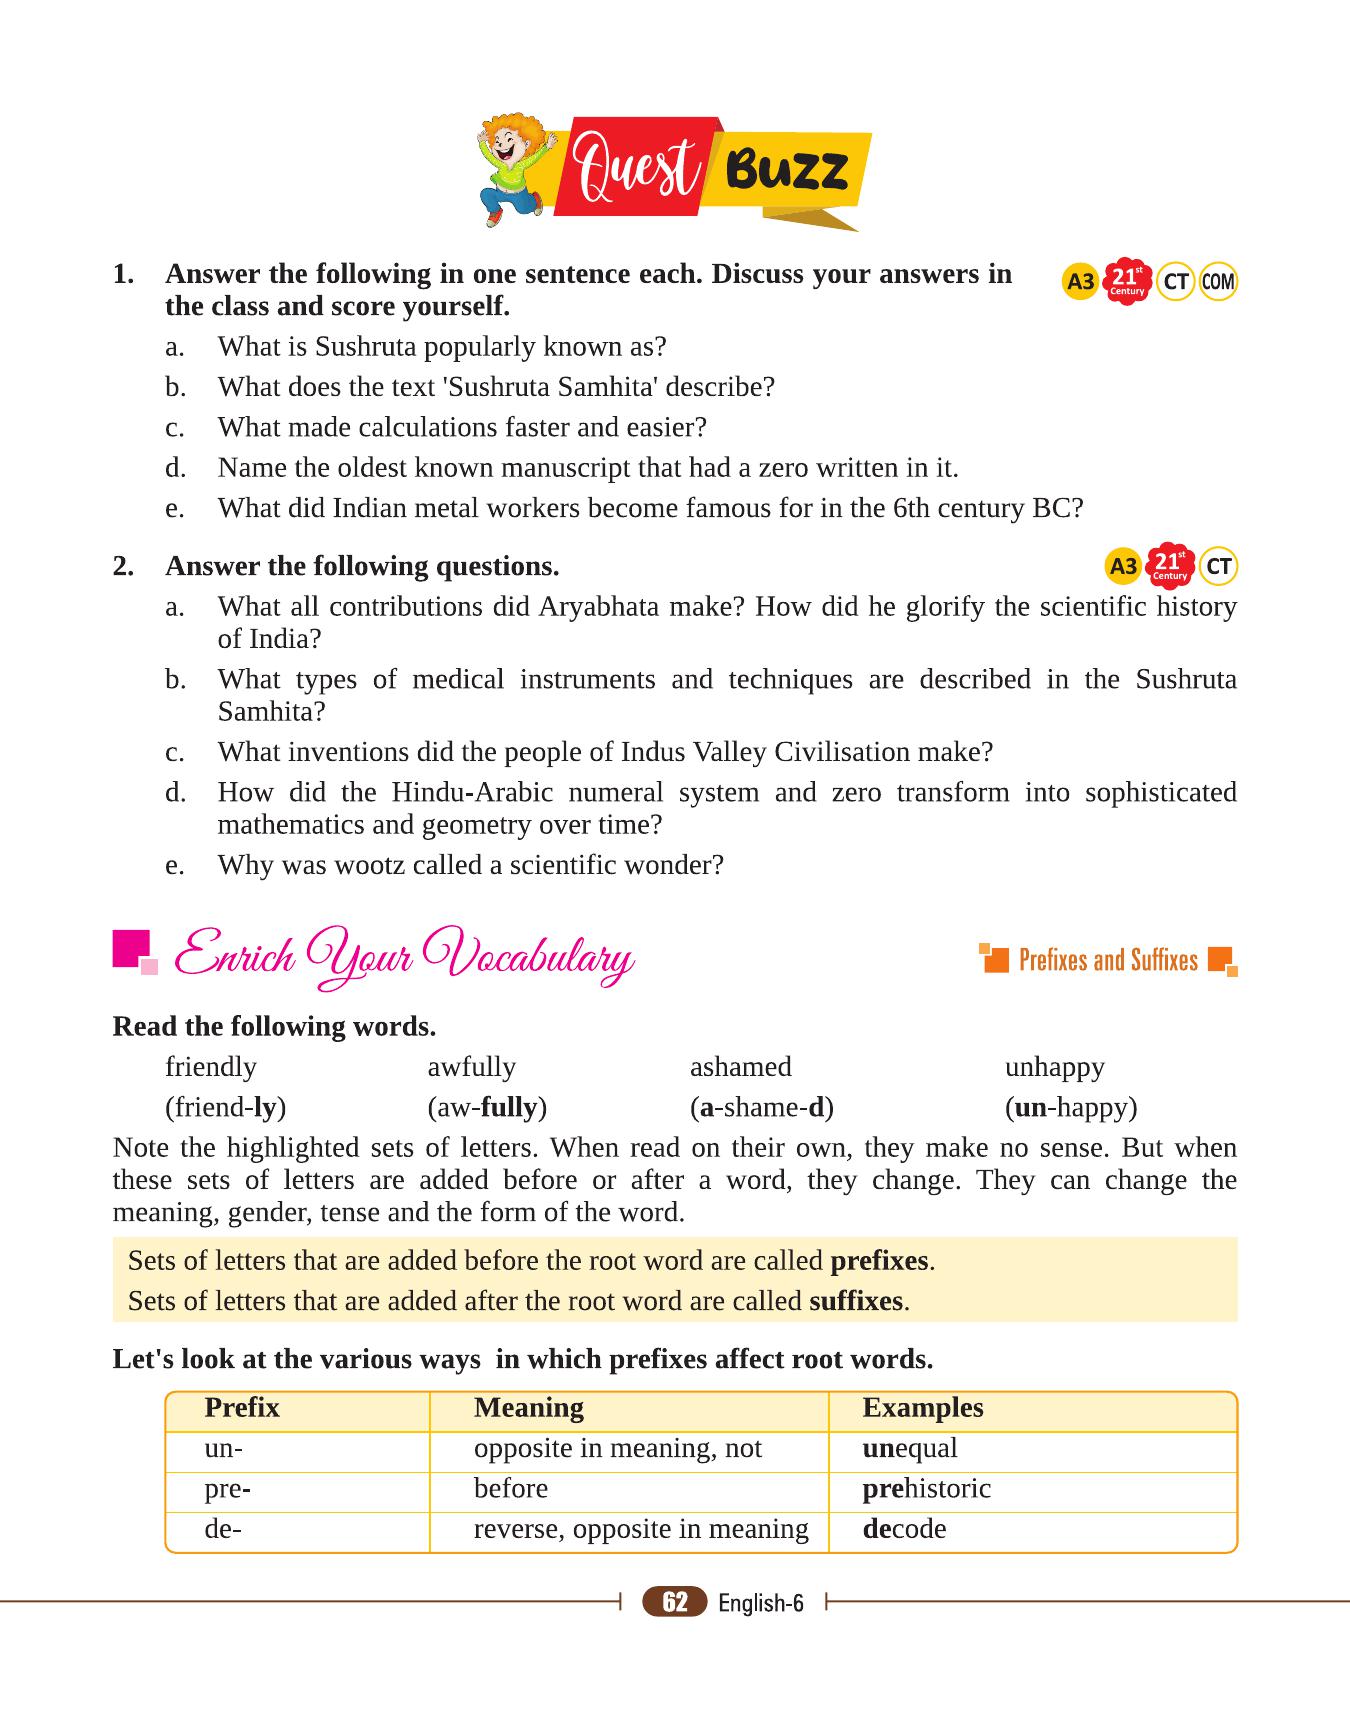 Quest Buzz
1. Answer the following in one sentence each. Discuss your answers in A3 21st Century CT COM
the class and score yourself.
a. What is Sushruta popularly known as?
b. What does the text 'Sushruta Samhita' describe?
c. What made calculations faster and easier?
d. Name the oldest known manuscript that had a zero written in it.
e. What did Indian metal workers become famous for in the 6th century BC?
2. Answer the following questions. A3 21st Century CT
a. What all contributions did Aryabhata make? How did he glorify the scientific history
of India?
b. What types of medical instruments and techniques are described in the Sushruta
Samhita?
c. What inventions did the people of Indus Valley Civilisation make?
d. How did the Hindu-Arabic numeral system and zero transform into sophisticated
mathematics and geometry over time?
e. Why was wootz called a scientific wonder?
Enrich Your Vocabulary Prefixes and Suffixes
Read the following words.
friendly awfully ashamed unhappy
(friend-ly) (aw-fully) (a-shame-d) (un-happy)
Note the highlighted sets of letters. When read on their own, they make no sense. But when
these sets of letters are added before or after a word, they change. They can change the
meaning, gender, tense and the form of the word.
Sets of letters that are added before the root word are called prefixes.
Sets of letters that are added after the root word are called suffixes.
Let's look at the various ways in which prefixes affect root words.
Prefix Meaning Examples
un- opposite in meaning, not unequal
pre- before prehistoric
de- reverse, opposite in meaning decode
62 English-6